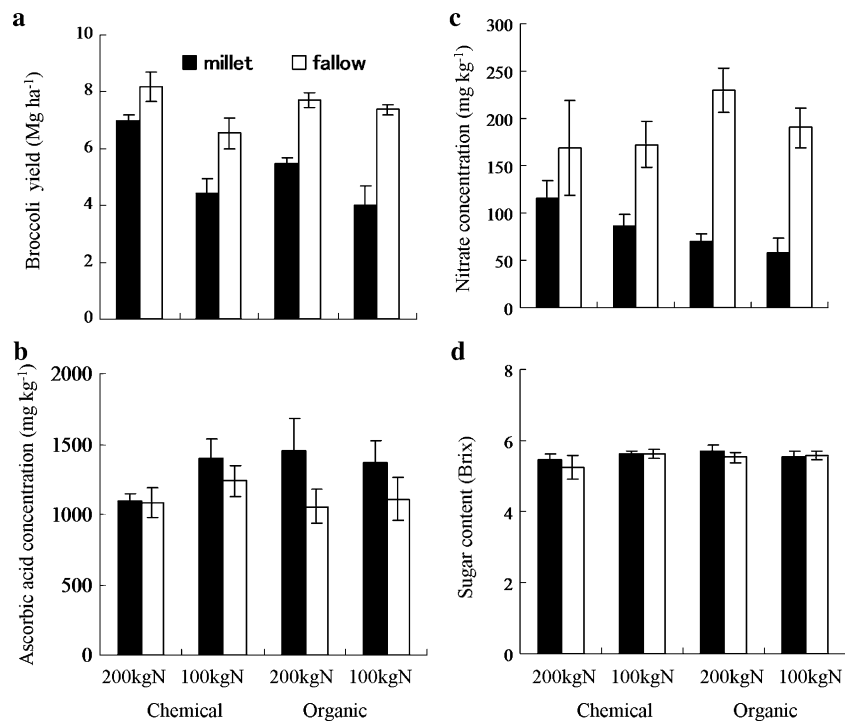 a
Broccoli yield (Mg ha⁻¹)
10
8
6
4
2
0
millet
fallow
c
Nitrate concentration (mg kg⁻¹)
300
250
200
150
100
50
0
b
Ascorbic acid concentration (mg kg⁻¹)
2000
1500
1000
500
0
200kgN 100kgN 200kgN 100kgN
Chemical Organic
d
Sugar content (Brix)
8
6
4
2
0
200kgN 100kgN 200kgN 100kgN
Chemical Organic